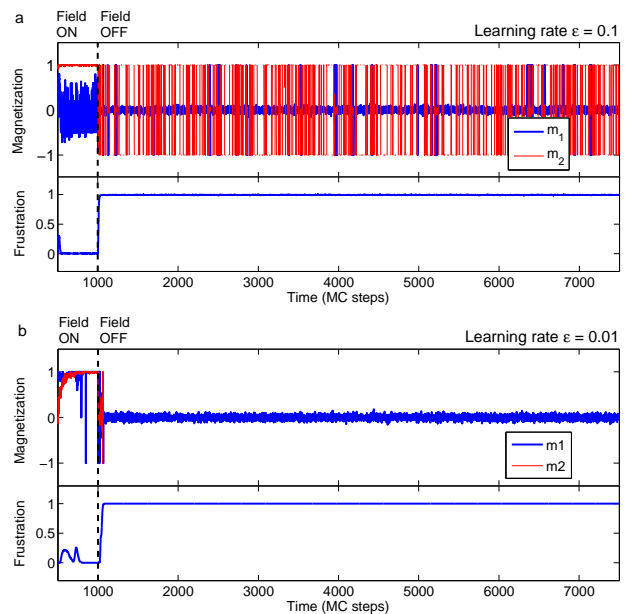 a
Field Field
ON OFF
Learning rate ε = 0.1
Magnetization
1
0
−1
m1
m2
Frustration
1
0.5
0
1000 2000 3000 4000 5000 6000 7000
Time (MC steps)
b
Field Field
ON OFF
Learning rate ε = 0.01
Magnetization
1
0
−1
m1
m2
Frustration
1
0.5
0
1000 2000 3000 4000 5000 6000 7000
Time (MC steps)